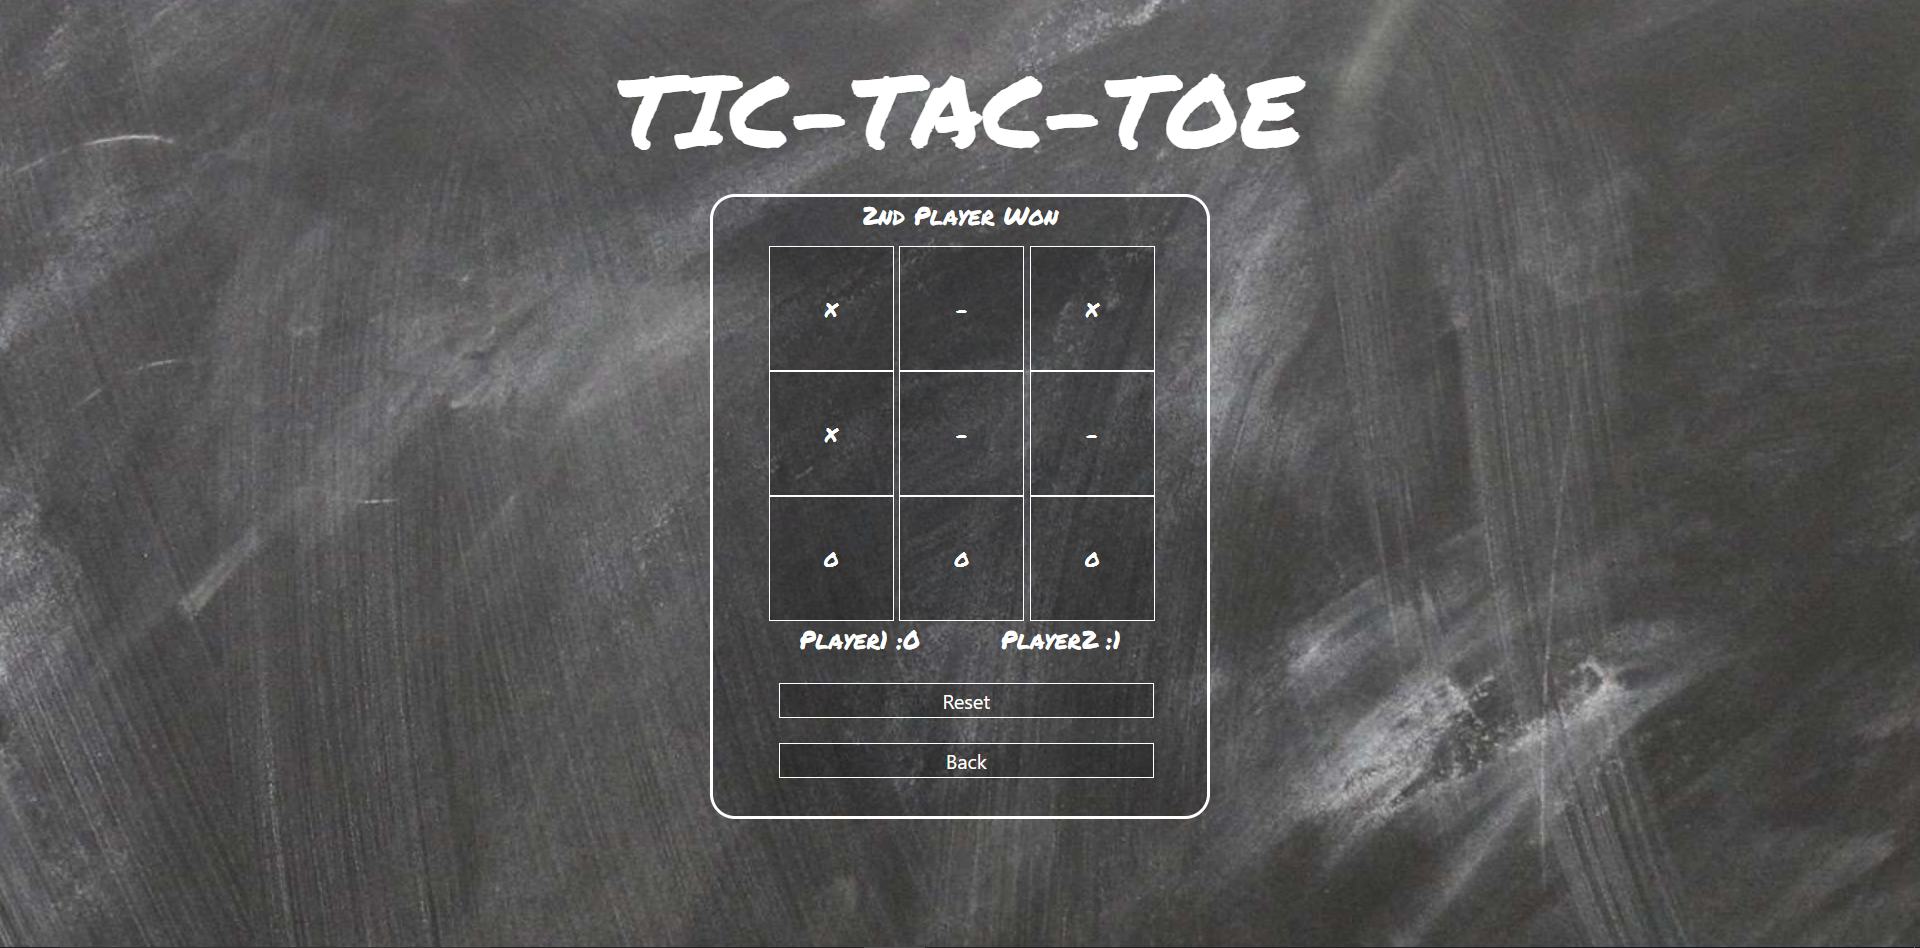 TIC-TAC-TOE
2nd Player Won
x - x
x - -
o o o
Player1 :0 Player2 :1
Reset
Back